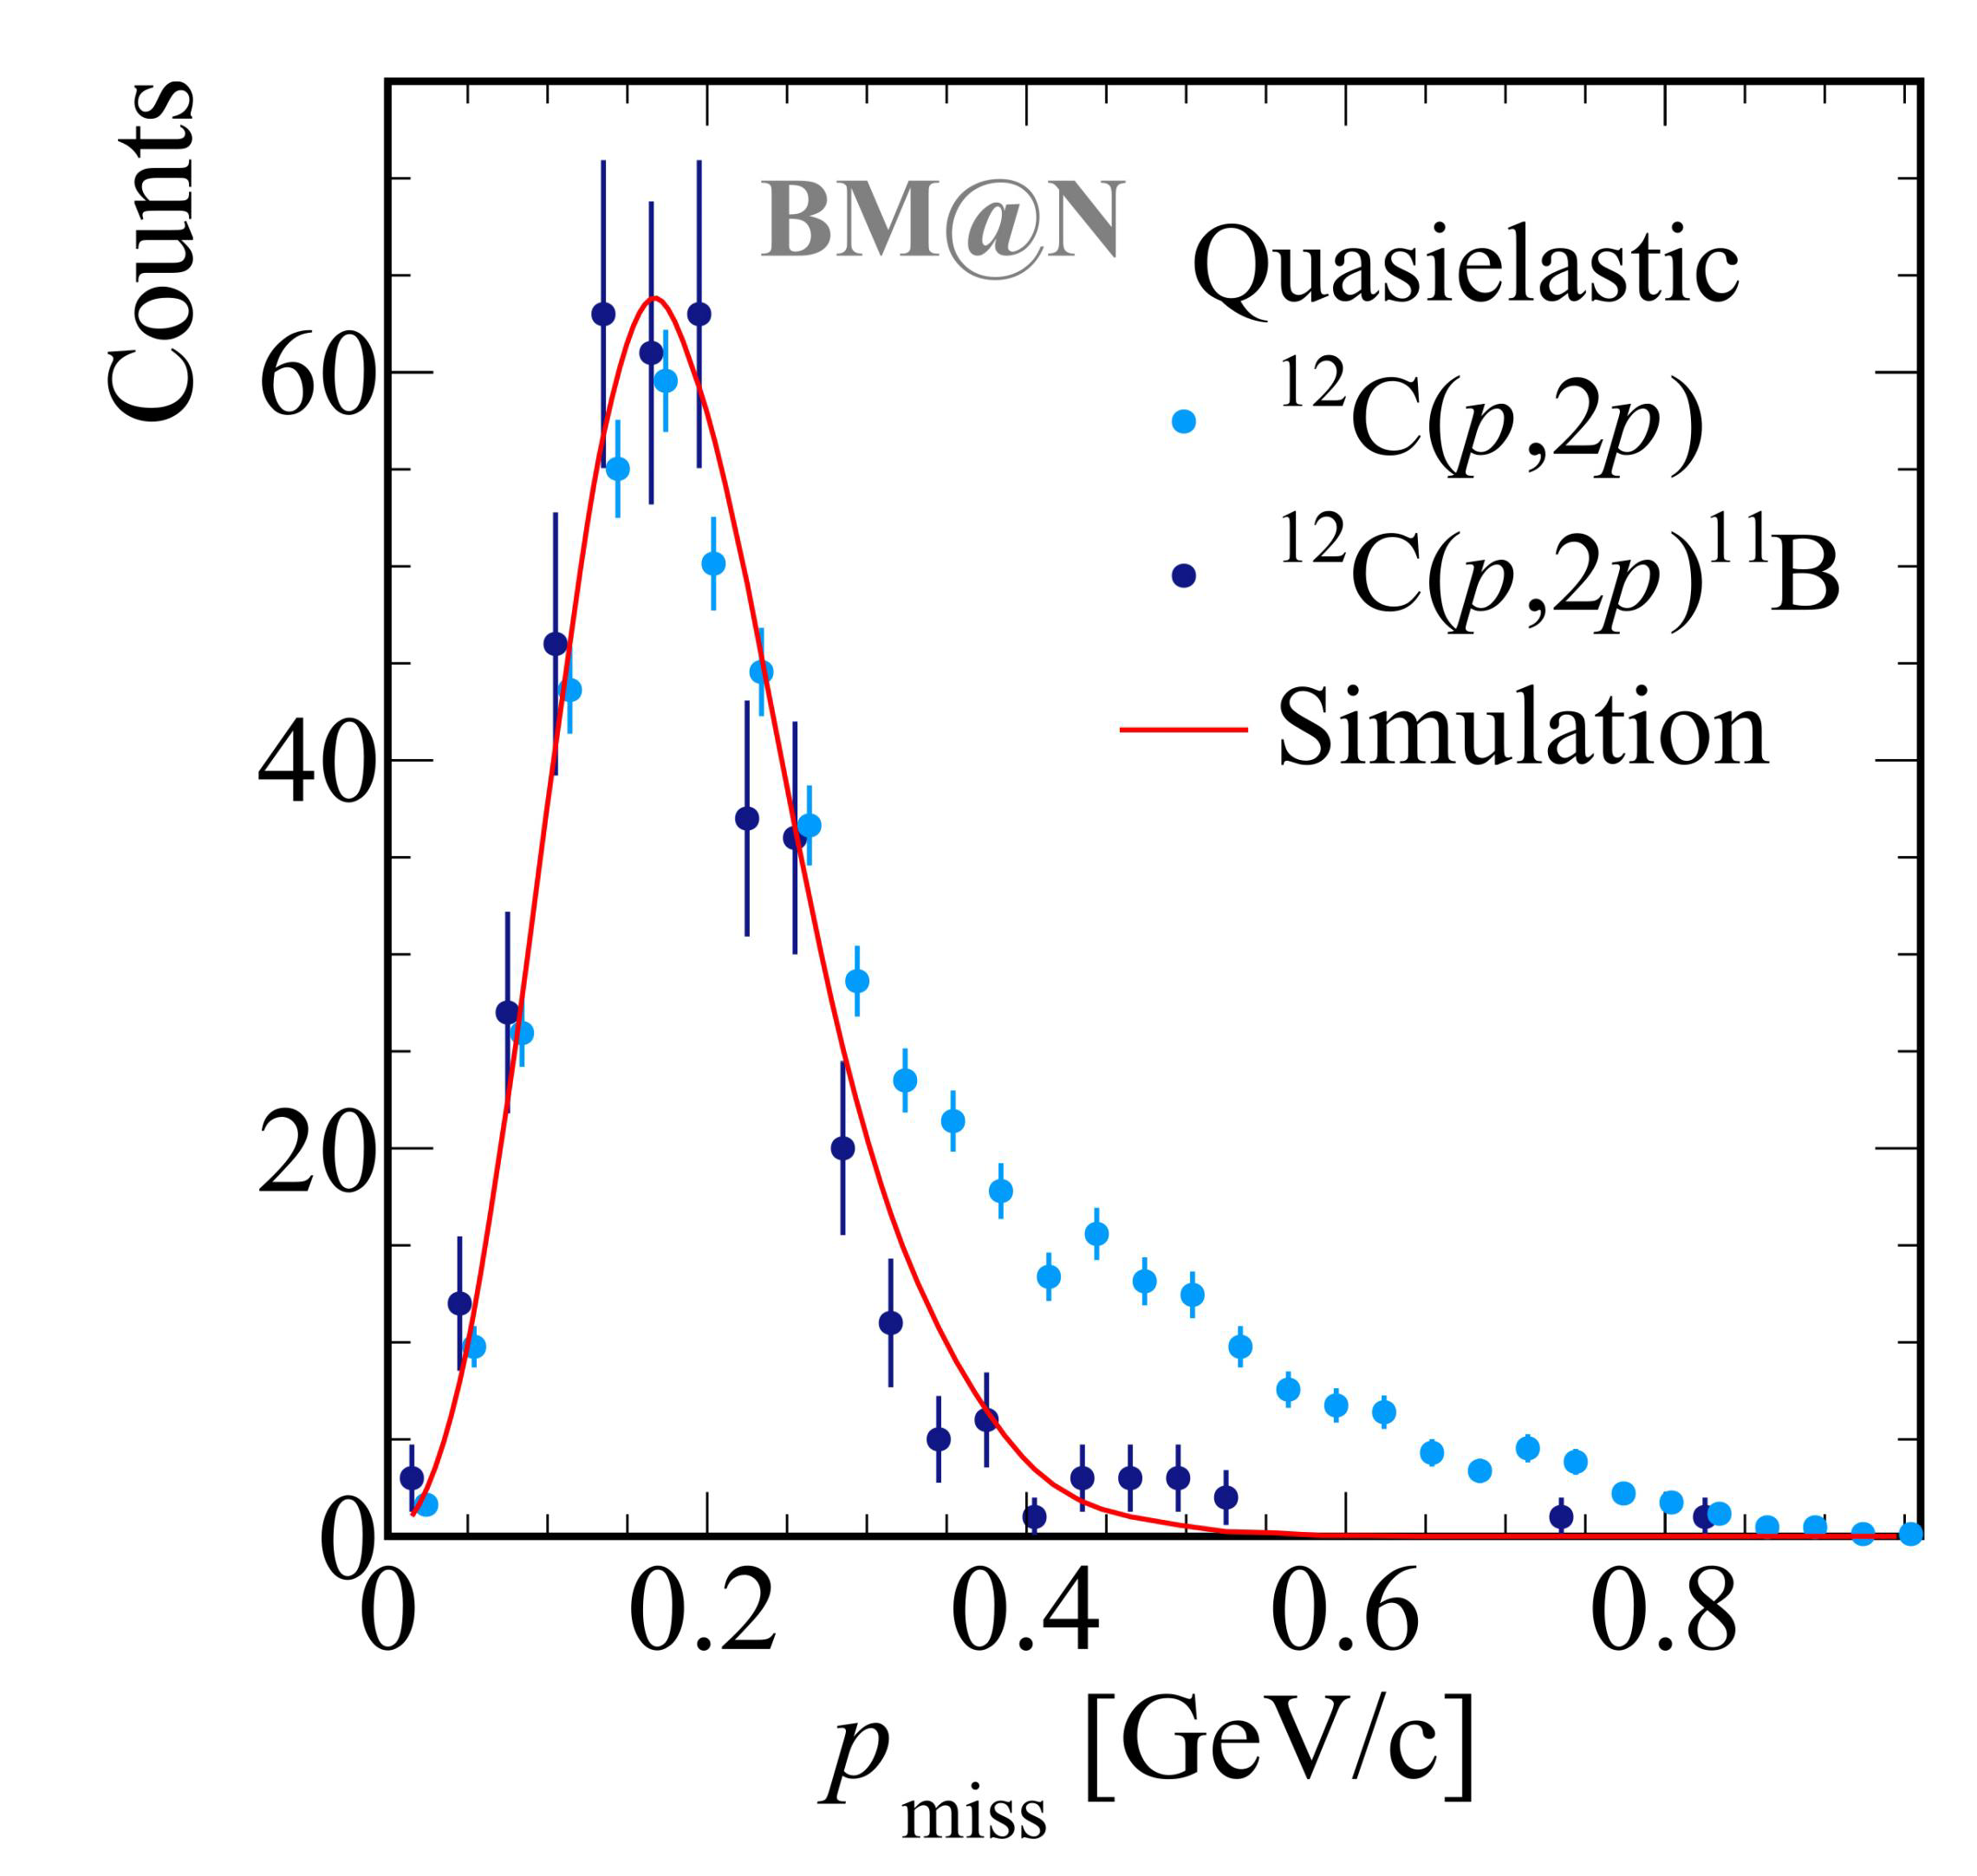 Counts
BM@N
Quasielastic
¹²C(p,2p)
¹²C(p,2p)¹¹B
Simulation
60
40
20
0
0 0.2 0.4 0.6 0.8
p miss [GeV/c]